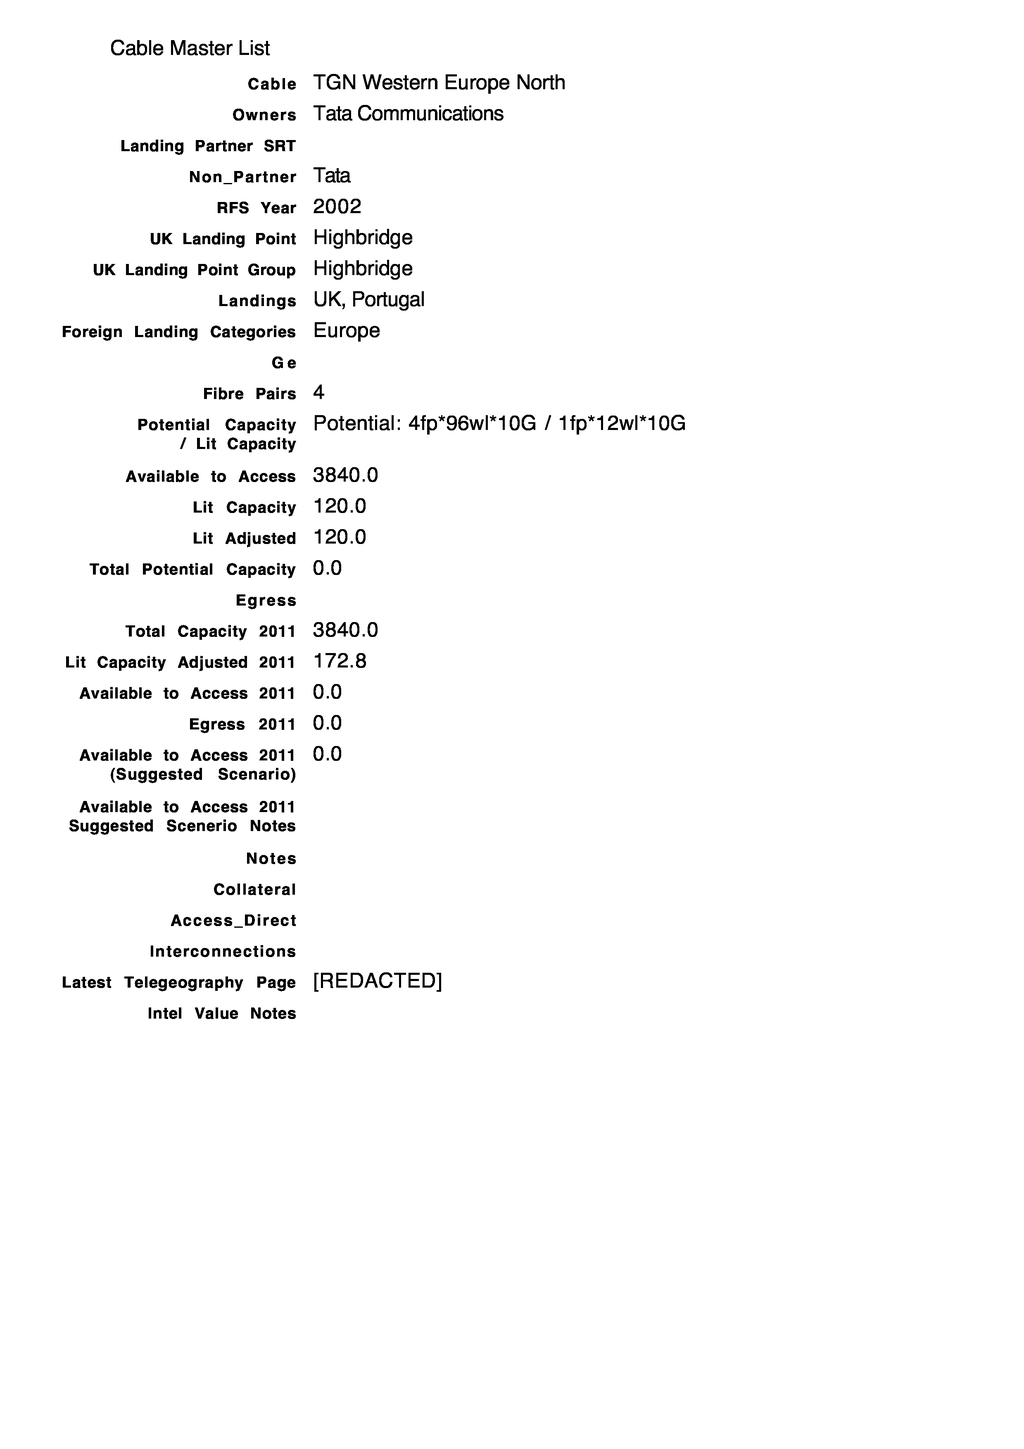 Cable Master List
Cable TGN Western Europe North
Owners Tata Communications
Landing Partner SRT
Non_Partner Tata
RFS Year 2002
UK Landing Point Highbridge
UK Landing Point Group Highbridge
Landings UK, Portugal
Foreign Landing Categories Europe
Ge
Fibre Pairs 4
Potential Capacity Potential: 4fp*96wl*10G / 1fp*12wl*10G
/ Lit Capacity
Available to Access 3840.0
Lit Capacity 120.0
Lit Adjusted 120.0
Total Potential Capacity 0.0
Egress
Total Capacity 2011 3840.0
Lit Capacity Adjusted 2011 172.8
Available to Access 2011 0.0
Egress 2011 0.0
Available to Access 2011 0.0
(Suggested Scenario)
Available to Access 2011
Suggested Scenerio Notes
Notes
Collateral
Access_Direct
Interconnections
Latest Telegeography Page [REDACTED]
Intel Value Notes